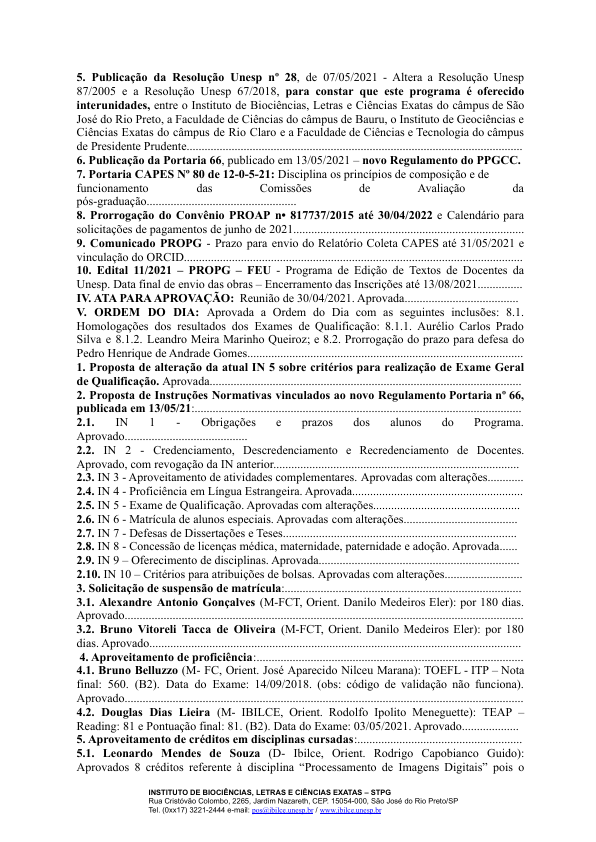 5. Publicação da Resolução Unesp nº 28, de 07/05/2021 - Altera a Resolução Unesp
87/2005 e a Resolução Unesp 67/2018, para constar que este programa é oferecido
interunidades, entre o Instituto de Biociências, Letras e Ciências Exatas do câmpus de São
José do Rio Preto, a Faculdade de Ciências do câmpus de Bauru, o Instituto de Geociências e
Ciências Exatas do câmpus de Rio Claro e a Faculdade de Ciências e Tecnologia do câmpus
de Presidente Prudente.................................................................................................................
6. Publicação da Portaria 66, publicado em 13/05/2021 – novo Regulamento do PPGCC.
7. Portaria CAPES Nº 80 de 12-0-5-21: Disciplina os princípios de composição e de
funcionamento das Comissões de Avaliação da
pós-graduação..................................................
8. Prorrogação do Convênio PROAP n• 817737/2015 até 30/04/2022 e Calendário para
solicitações de pagamentos de junho de 2021.............................................................................
9. Comunicado PROPG - Prazo para envio do Relatório Coleta CAPES até 31/05/2021 e
vinculação do ORCID.................................................................................................................
10. Edital 11/2021 – PROPG – FEU - Programa de Edição de Textos de Docentes da
Unesp. Data final de envio das obras – Encerramento das Inscrições até 13/08/2021...............
IV. ATA PARA APROVAÇÃO: Reunião de 30/04/2021. Aprovada......................................
V. ORDEM DO DIA: Aprovada a Ordem do Dia com as seguintes inclusões: 8.1.
Homologações dos resultados dos Exames de Qualificação: 8.1.1. Aurélio Carlos Prado
Silva e 8.1.2. Leandro Meira Marinho Queiroz; e 8.2. Prorrogação do prazo para defesa do
Pedro Henrique de Andrade Gomes............................................................................................
1. Proposta de alteração da atual IN 5 sobre critérios para realização de Exame Geral
de Qualificação. Aprovada..............................................................................................
2. Proposta de Instruções Normativas vinculados ao novo Regulamento Portaria nº 66,
publicada em 13/05/21:.............................................................................................................
2.1. IN 1 - Obrigações e prazos dos alunos do Programa.
Aprovado.........................................
2.2. IN 2 - Credenciamento, Descredenciamento e Recredenciamento de Docentes.
Aprovado, com revogação da IN anterior..................................................................................
2.3. IN 3 - Aproveitamento de atividades complementares. Aprovadas com alterações............
2.4. IN 4 - Proficiência em Língua Estrangeira. Aprovada.........................................................
2.5. IN 5 - Exame de Qualificação. Aprovadas com alterações.................................................
2.6. IN 6 - Matrícula de alunos especiais. Aprovadas com alterações......................................
2.7. IN 7 - Defesas de Dissertações e Teses..............................................................................
2.8. IN 8 - Concessão de licenças médica, maternidade, paternidade e adoção. Aprovada......
2.9. IN 9 – Oferecimento de disciplinas. Aprovada...................................................................
2.10. IN 10 – Critérios para atribuições de bolsas. Aprovadas com alterações..........................
3. Solicitação de suspensão de matrícula:...............................................................................
3.1. Alexandre Antonio Gonçalves (M-FCT, Orient. Danilo Medeiros Eler): por 180 dias.
Aprovado.....................................................................................................................................
3.2. Bruno Vitoreli Tacca de Oliveira (M-FCT, Orient. Danilo Medeiros Eler): por 180
dias. Aprovado............................................................................................................................
4. Aproveitamento de proficiência:.........................................................................................
4.1. Bruno Belluzzo (M- FC, Orient. José Aparecido Nilceu Marana): TOEFL - ITP – Nota
final: 560. (B2). Data do Exame: 14/09/2018. (obs: código de validação não funciona).
Aprovado.....................................................................................................................................
4.2. Douglas Dias Lieira (M- IBILCE, Orient. Rodolfo Ipolito Meneguette): TEAP –
Reading: 81 e Pontuação final: 81. (B2). Data do Exame: 03/05/2021. Aprovado...................
5. Aproveitamento de créditos em disciplinas cursadas:.......................................................
5.1. Leonardo Mendes de Souza (D- Ibilce, Orient. Rodrigo Capobianco Guido):
Aprovados 8 créditos referente à disciplina “Processamento de Imagens Digitais” pois o
INSTITUTO DE BIOCIÊNCIAS, LETRAS E CIÊNCIAS EXATAS – STPG
Rua Cristóvão Colombo, 2265, Jardim Nazareth, CEP. 15054-000, São José do Rio Preto/SP
Tel. (0xx17) 3221-2444 e-mail: pos@ibilce.unesp.br / www.ibilce.unesp.br